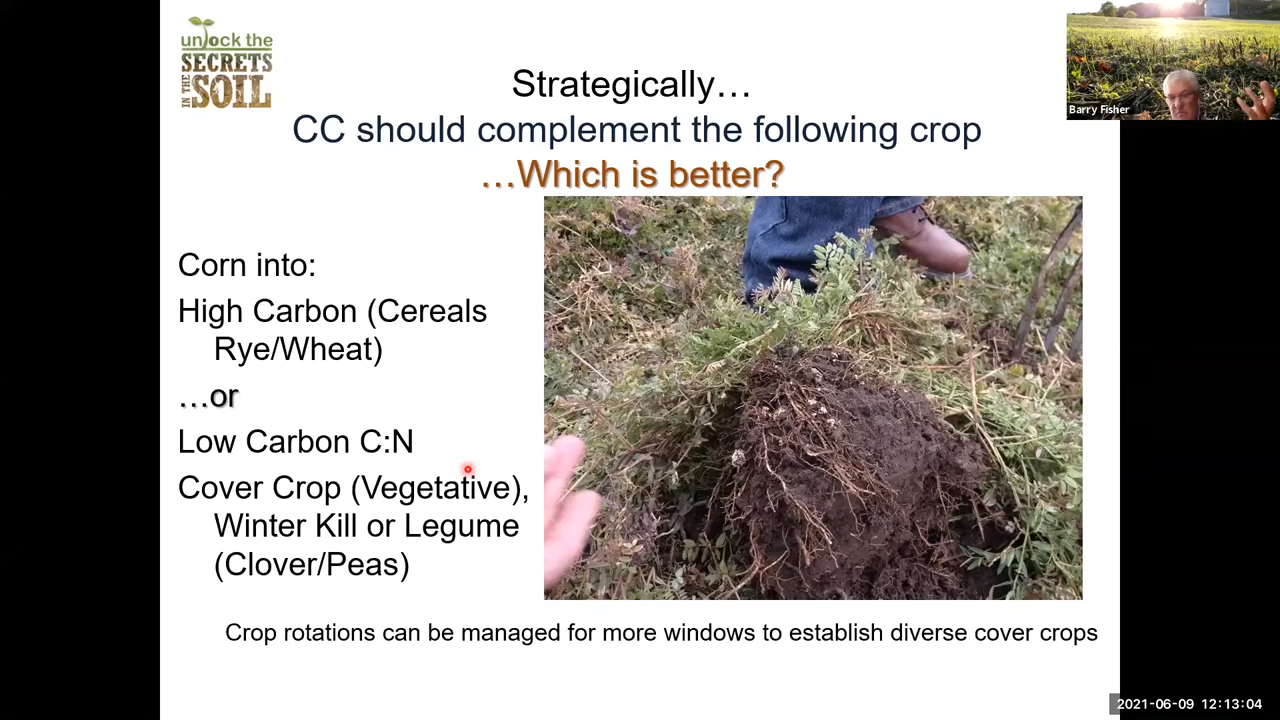 unlock the
SECRETS
IN THE
SOIL
Strategically…
CC should complement the following crop
…Which is better?
Barry Fisher
Corn into:
High Carbon (Cereals
Rye/Wheat)
…or
Low Carbon C:N
Cover Crop (Vegetative),
Winter Kill or Legume
(Clover/Peas)
Crop rotations can be managed for more windows to establish diverse cover crops
2021-06-09 12:13:04